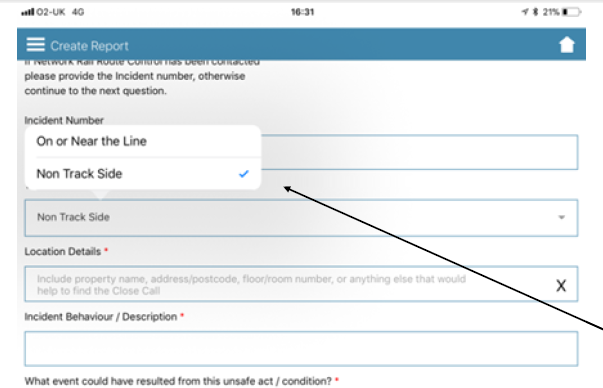 O2-UK 4G 16:31 21%
Create Report
If Network Rail Route Control has been contacted
please provide the Incident number, otherwise
continue to the next question.
Incident Number
On or Near the Line
Non Track Side
Non Track Side
Location Details *
Include property name, address/postcode, floor/room number, or anything else that would
help to find the Close Call
X
Incident Behaviour / Description *
What event could have resulted from this unsafe act / condition? *